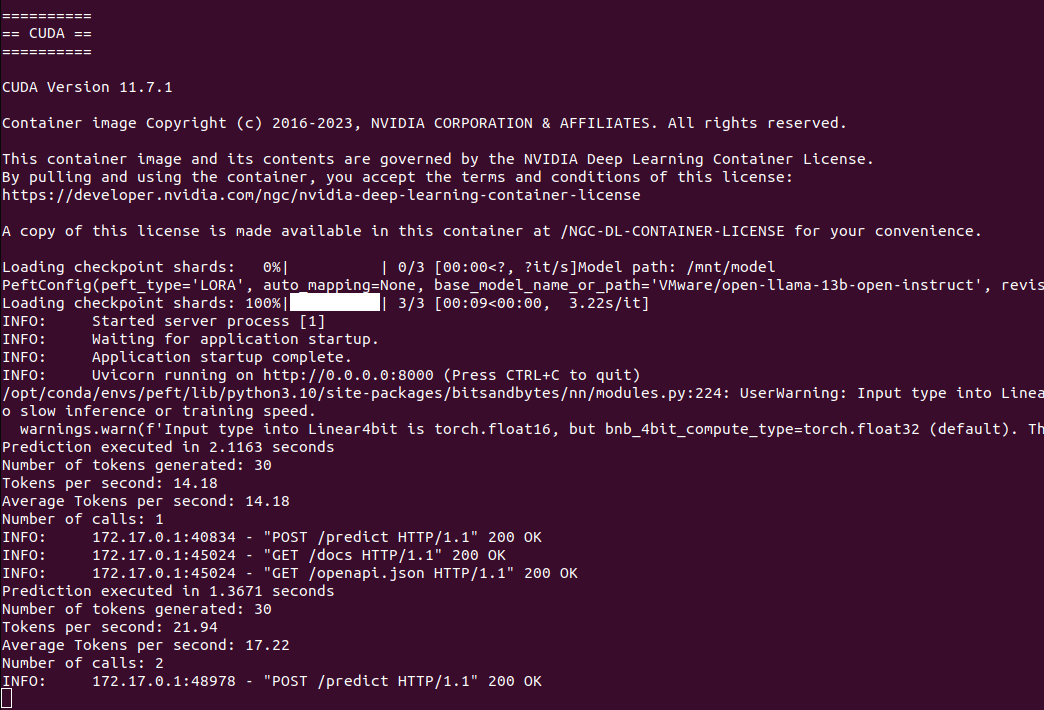 ==========
== CUDA ==
==========
CUDA Version 11.7.1
Container image Copyright (c) 2016-2023, NVIDIA CORPORATION & AFFILIATES. All rights reserved.
This container image and its contents are governed by the NVIDIA Deep Learning Container License.
By pulling and using the container, you accept the terms and conditions of this license:
https://developer.nvidia.com/ngc/nvidia-deep-learning-container-license
A copy of this license is made available in this container at /NGC-DL-CONTAINER-LICENSE for your convenience.
Loading checkpoint shards:   0%|          | 0/3 [00:00<?, ?it/s]Model path: /mnt/model
PeftConfig(peft_type='LORA', auto_mapping=None, base_model_name_or_path='VMware/open-llama-13b-open-instruct', revis
Loading checkpoint shards: 100%|██████████| 3/3 [00:09<00:00,  3.22s/it]
INFO:     Started server process [1]
INFO:     Waiting for application startup.
INFO:     Application startup complete.
INFO:     Uvicorn running on http://0.0.0.0:8000 (Press CTRL+C to quit)
/opt/conda/envs/peft/lib/python3.10/site-packages/bitsandbytes/nn/modules.py:224: UserWarning: Input type into Linea
o slow inference or training speed.
  warnings.warn(f'Input type into Linear4bit is torch.float16, but bnb_4bit_compute_type=torch.float32 (default). Th
Prediction executed in 2.1163 seconds
Number of tokens generated: 30
Tokens per second: 14.18
Average Tokens per second: 14.18
Number of calls: 1
INFO:     172.17.0.1:40834 - "POST /predict HTTP/1.1" 200 OK
INFO:     172.17.0.1:45024 - "GET /docs HTTP/1.1" 200 OK
INFO:     172.17.0.1:45024 - "GET /openapi.json HTTP/1.1" 200 OK
Prediction executed in 1.3671 seconds
Number of tokens generated: 30
Tokens per second: 21.94
Average Tokens per second: 17.22
Number of calls: 2
INFO:     172.17.0.1:48978 - "POST /predict HTTP/1.1" 200 OK